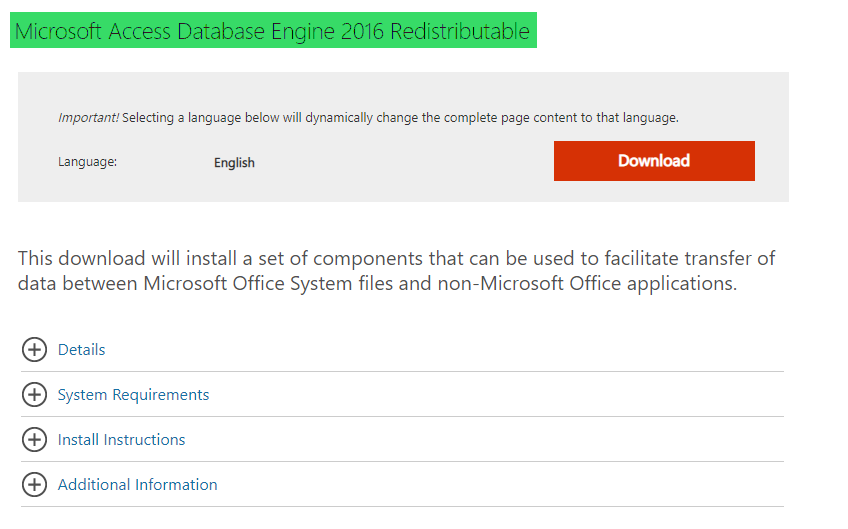 Microsoft Access Database Engine 2016 Redistributable
Important! Selecting a language below will dynamically change the complete page content to that language.
Language: English Download
This download will install a set of components that can be used to facilitate transfer of
data between Microsoft Office System files and non-Microsoft Office applications.
Details
System Requirements
Install Instructions
Additional Information